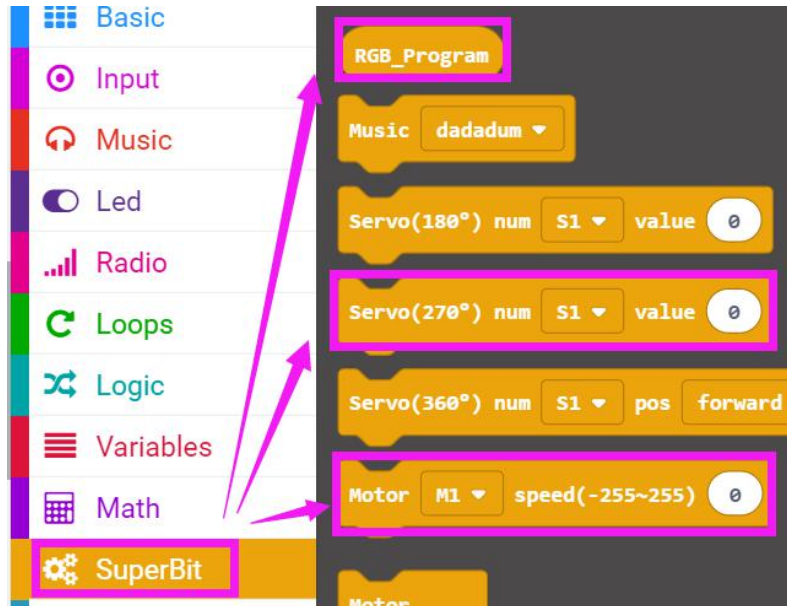 Basic
Input
Music
Led
Radio
Loops
Logic
Variables
Math
SuperBit
RGB_Program
Music dadadum
Servo(180°) num S1 value 0
Servo(270°) num S1 value 0
Servo(360°) num S1 pos forward
Motor M1 speed(-255~255) 0
Motor